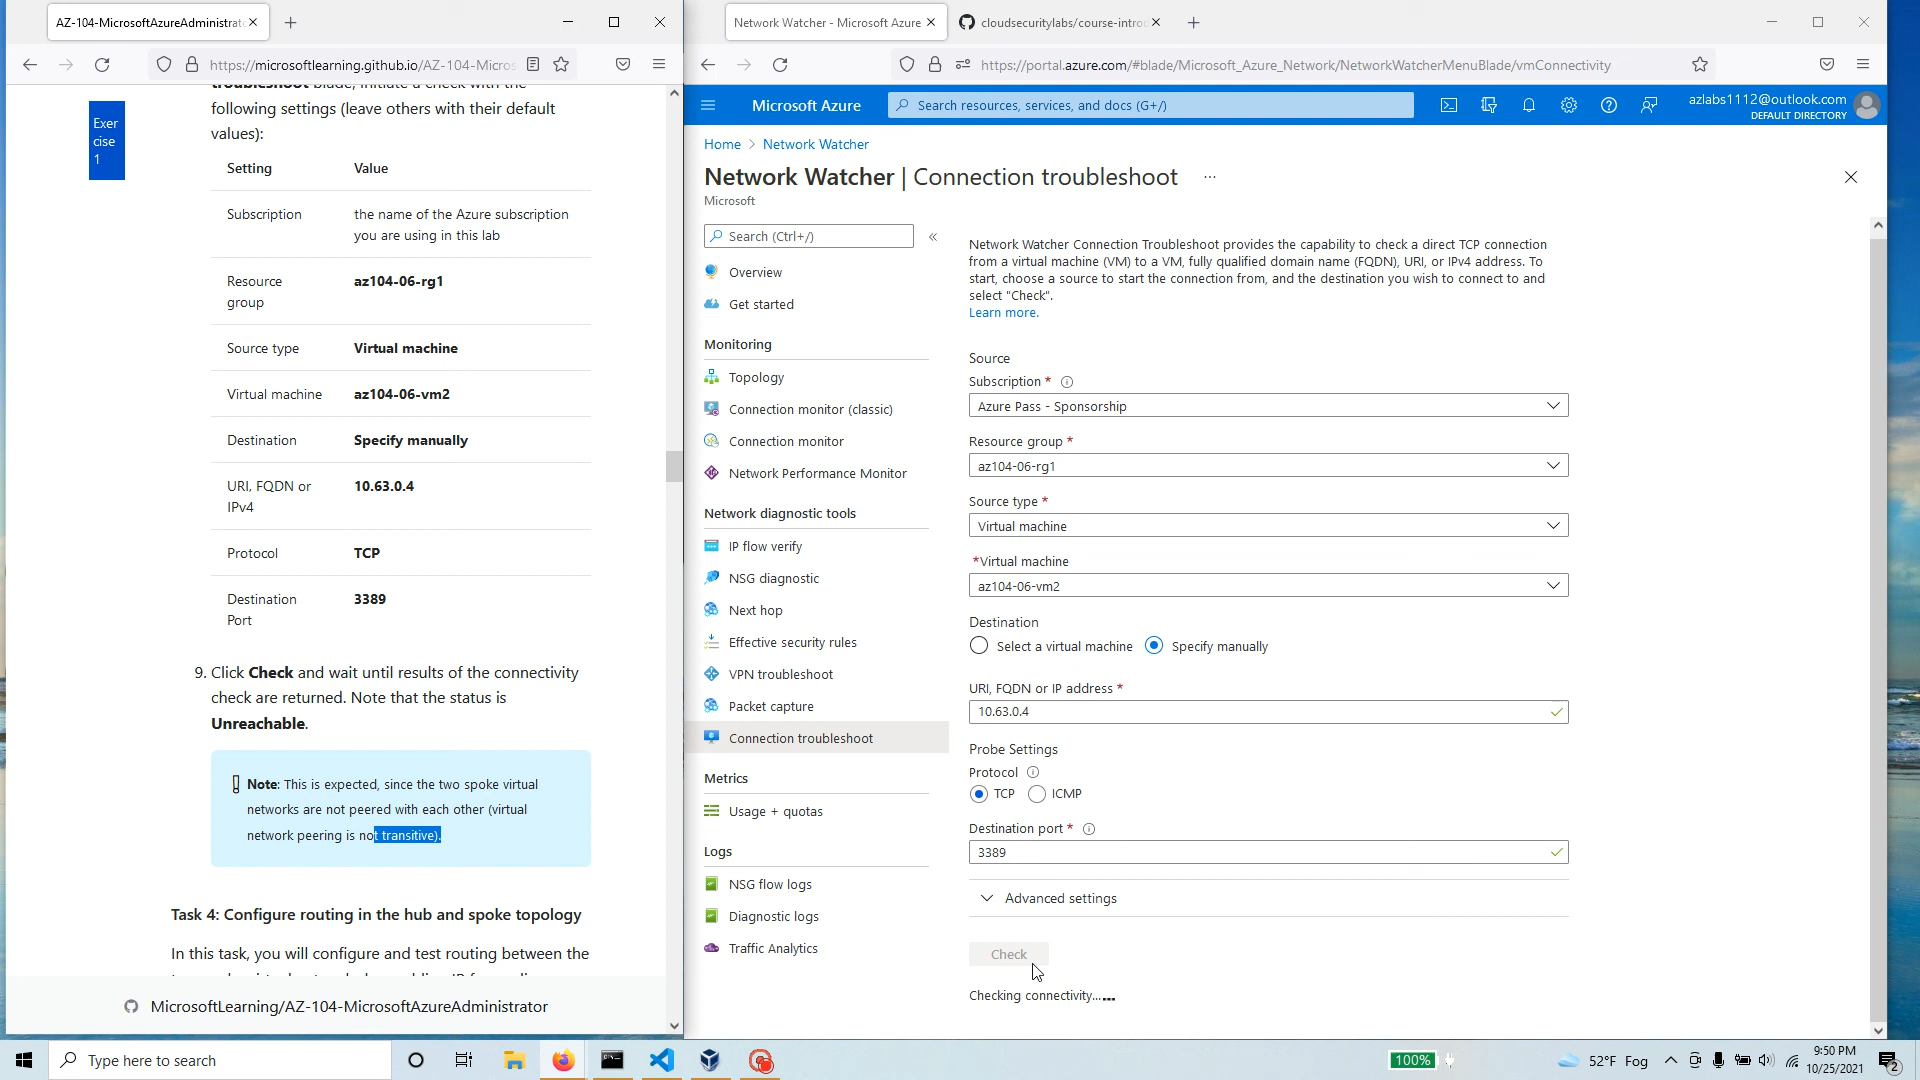 AZ-104-MicrosoftAzureAdministrat
Network Watcher - Microsoft Azure
cloudsecuritylabs/course-intro
https://microsoftlearning.github.io/AZ-104-Micros
https://portal.azure.com/#blade/Microsoft_Azure_Network/NetworkWatcherMenuBlade/vmConnectivity
Exer
cise
1
troubleshoot blade, initiate a check with the
following settings (leave others with their default
values):
Setting Value
Subscription the name of the Azure subscription
you are using in this lab
Resource az104-06-rg1
group
Source type Virtual machine
Virtual machine az104-06-vm2
Destination Specify manually
URI, FQDN or 10.63.0.4
IPv4
Protocol TCP
Destination 3389
Port
9. Click Check and wait until results of the connectivity
check are returned. Note that the status is
Unreachable.
Note: This is expected, since the two spoke virtual
networks are not peered with each other (virtual
network peering is not transitive).
Task 4: Configure routing in the hub and spoke topology
In this task, you will configure and test routing between the
MicrosoftLearning/AZ-104-MicrosoftAzureAdministrator
Microsoft Azure
Search resources, services, and docs (G+/)
azlabs1112@outlook.com
DEFAULT DIRECTORY
Home > Network Watcher
Network Watcher | Connection troubleshoot ...
Microsoft
Search (Ctrl+/) «
Overview
Get started
Monitoring
Topology
Connection monitor (classic)
Connection monitor
Network Performance Monitor
Network diagnostic tools
IP flow verify
NSG diagnostic
Next hop
Effective security rules
VPN troubleshoot
Packet capture
Connection troubleshoot
Metrics
Usage + quotas
Logs
NSG flow logs
Diagnostic logs
Traffic Analytics
Network Watcher Connection Troubleshoot provides the capability to check a direct TCP connection
from a virtual machine (VM) to a VM, fully qualified domain name (FQDN), URI, or IPv4 address. To
start, choose a source to start the connection from, and the destination you wish to connect to and
select "Check".
Learn more.
Source
Subscription *
Azure Pass - Sponsorship
Resource group *
az104-06-rg1
Source type *
Virtual machine
*Virtual machine
az104-06-vm2
Destination
Select a virtual machine Specify manually
URI, FQDN or IP address *
10.63.0.4
Probe Settings
Protocol
TCP ICMP
Destination port *
3389
Advanced settings
Check
Checking connectivity...
Type here to search
100%
52°F Fog
9:50 PM
10/25/2021
2